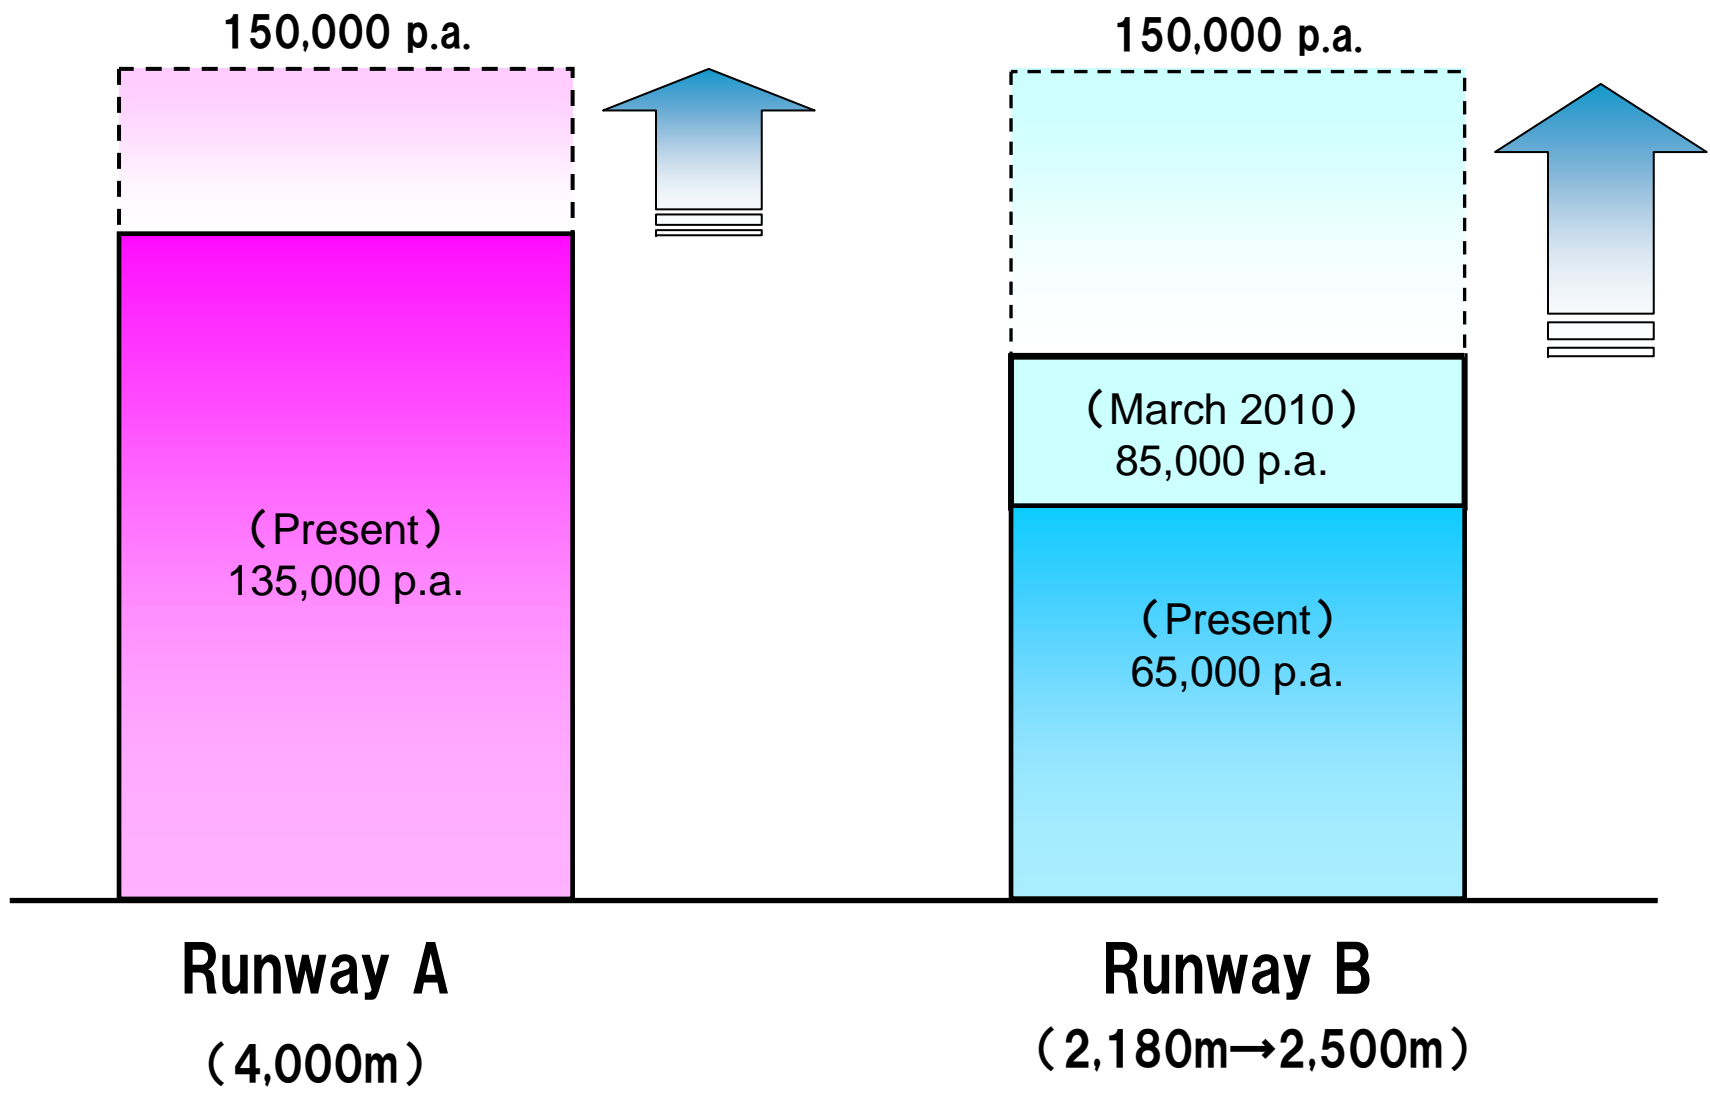 150,000 p.a.
（Present）
135,000 p.a.
Runway A
（4,000m）
150,000 p.a.
（March 2010）
85,000 p.a.
（Present）
65,000 p.a.
Runway B
（2,180m→2,500m）